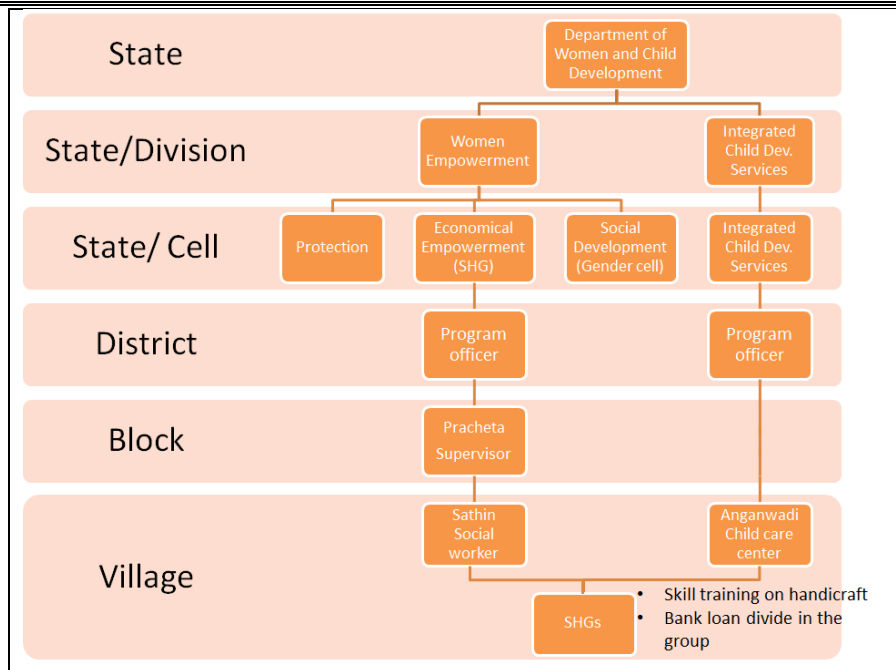 State
Department of
Women and Child
Development
State/Division
Women
Empowerment
Integrated
Child Dev.
Services
State/ Cell
Protection
Economical
Empowerment
(SHG)
Social
Development
(Gender cell)
Integrated
Child Dev.
Services
District
Program
officer
Program
officer
Block
Pracheta
Supervisor
Village
Sathin
Social
worker
Anganwadi
Child care
center
SHGs
• Skill training on handicraft
• Bank loan divide in the
group